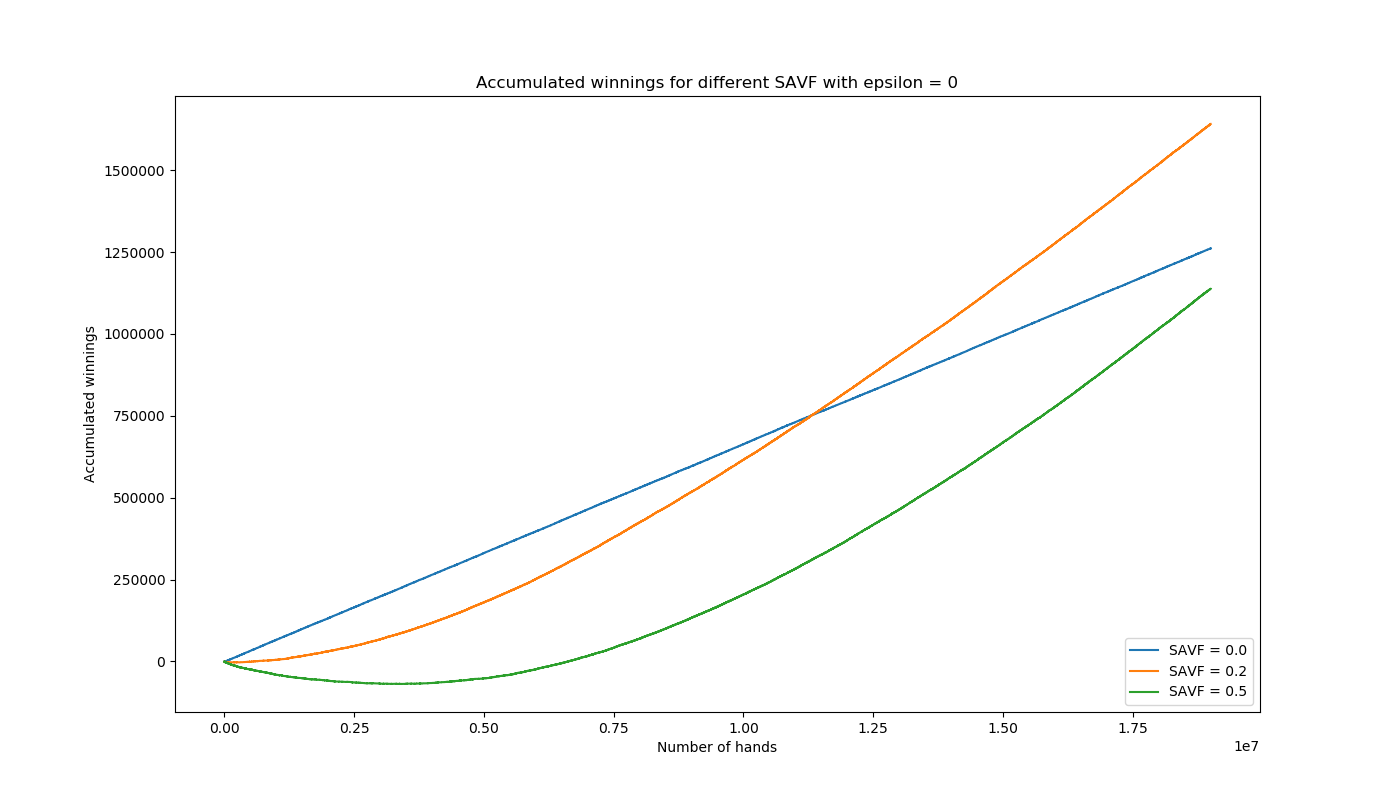 Accumulated winnings for different SAVF with epsilon = 0
Accumulated winnings
1500000
1250000
1000000
750000
500000
250000
0
0.00 0.25 0.50 0.75 1.00 1.25 1.50 1.75
1e7
Number of hands
SAVF = 0.0
SAVF = 0.2
SAVF = 0.5